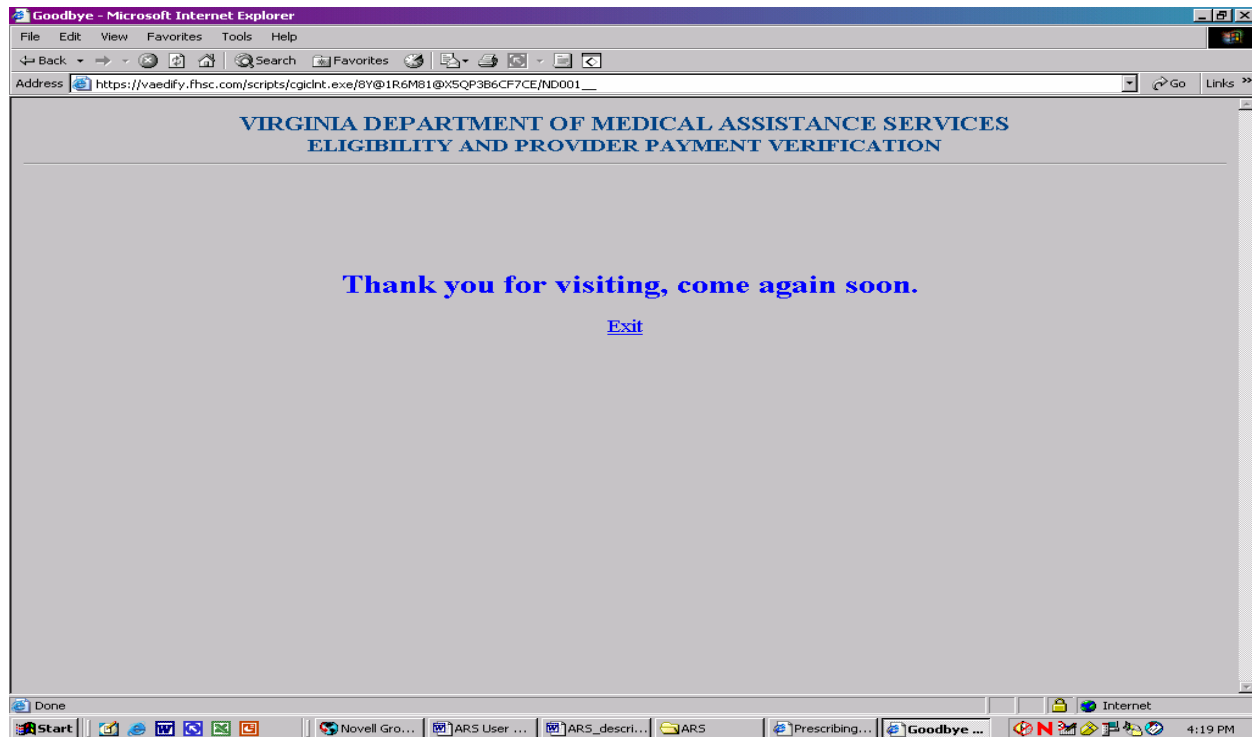 Goodbye - Microsoft Internet Explorer
File Edit View Favorites Tools Help
Back Search Favorites
Address https://vaedify.fhsc.com/scripts/cgiclnt.exe/8Y@1R6M81@X5QP3B6CF7CE/ND001__ Go Links »
VIRGINIA DEPARTMENT OF MEDICAL ASSISTANCE SERVICES
ELIGIBILITY AND PROVIDER PAYMENT VERIFICATION
Thank you for visiting, come again soon.
Exit
Done Internet
Start Novell Gro... ARS User ... ARS_descri... ARS Prescribing... Goodbye ... 4:19 PM